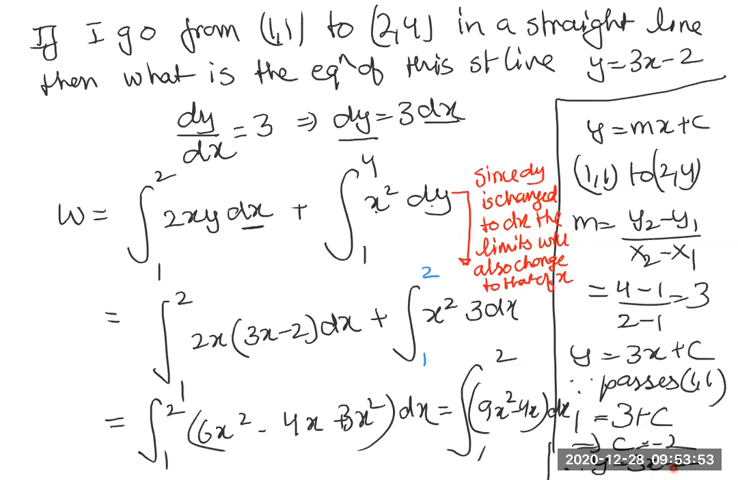 If I go from (1,1) to (2,4) in a straight line
then what is the eqn of this st line y=3x-2
dy/dx = 3 ⇒ dy = 3dx
W = ∫₁² 2xy dx + ∫₁⁴ x² dy
Since dy
is changed
to dx the
limits will
also change
to that of x
= ∫₁² 2x(3x-2)dx + ∫₁² x² 3dx
= ∫₁² (6x² - 4x + 3x²) dx = ∫₁² (9x²-4x)dx
y = mx + c
(1,1) to (2,4)
m = y₂-y₁
x₂-x₁
= 4-1/2-1 = 3
y = 3x + C
∵ passes (1,1)
1 = 3+C
⇒ C = -2
2020-12-28 09:53:53